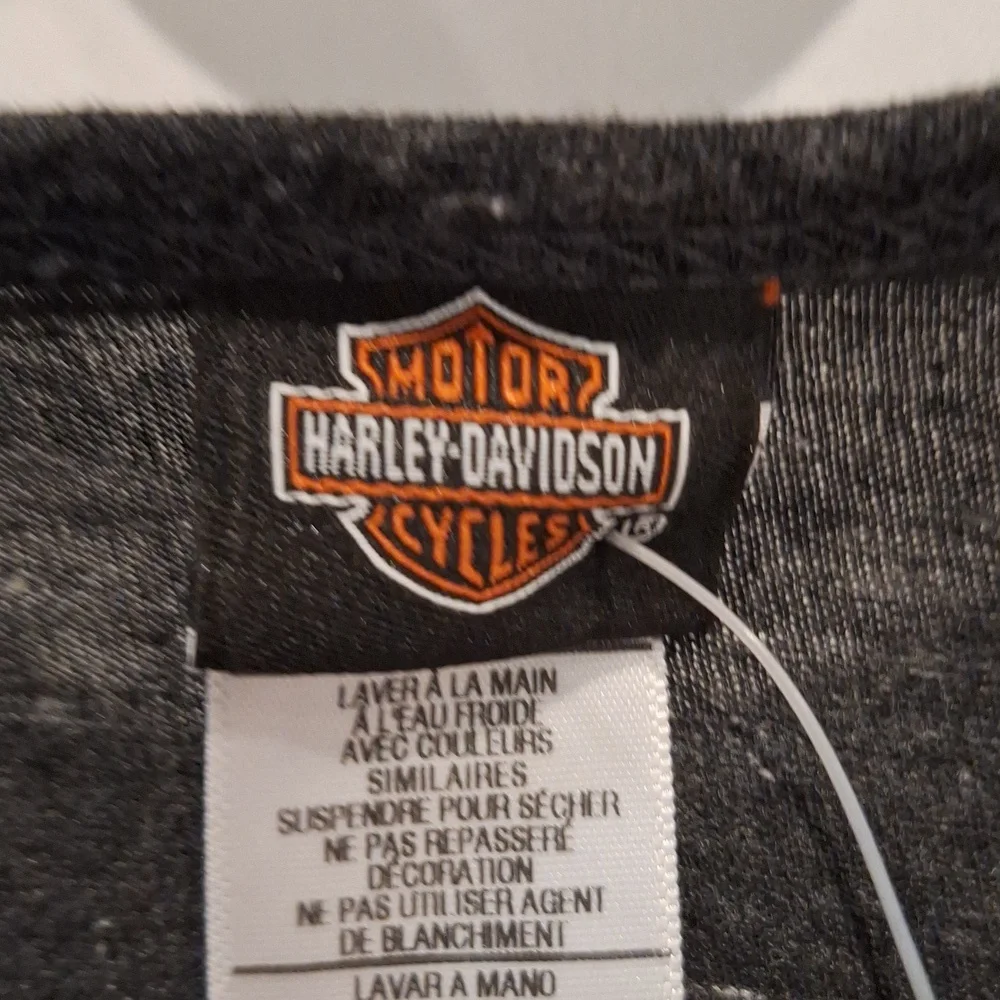 MOTOR
HARLEY-DAVIDSON
CYCLES
LAVER À LA MAIN
À L'EAU FROIDE
AVEC COULEURS
SIMILAIRES
SUSPENDRE POUR SÉCHER
NE PAS REPASSERÉ
DÉCORATION
NE PAS UTILISER AGENT
DE BLANCHIMENT
LAVAR A MANO